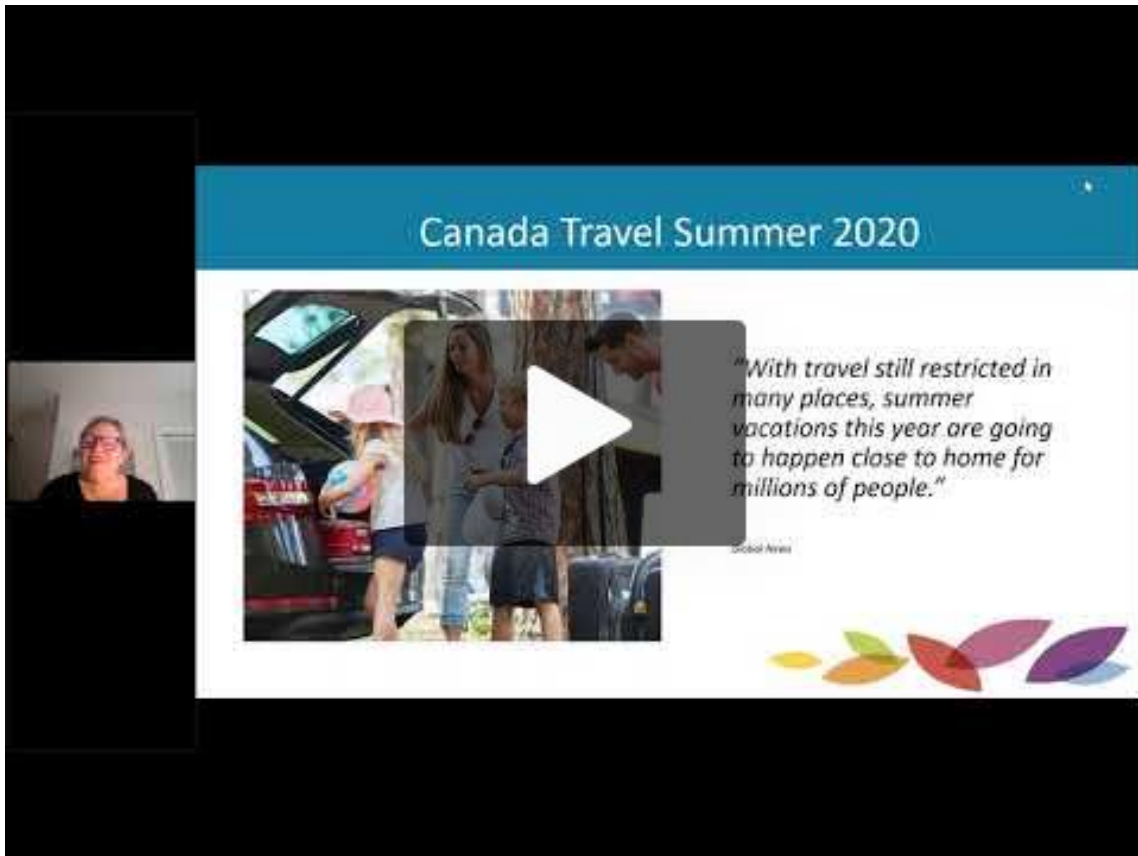 Canada Travel Summer 2020
"With travel still restricted in
many places, summer
vacations this year are going
to happen close to home for
millions of people."
Global News